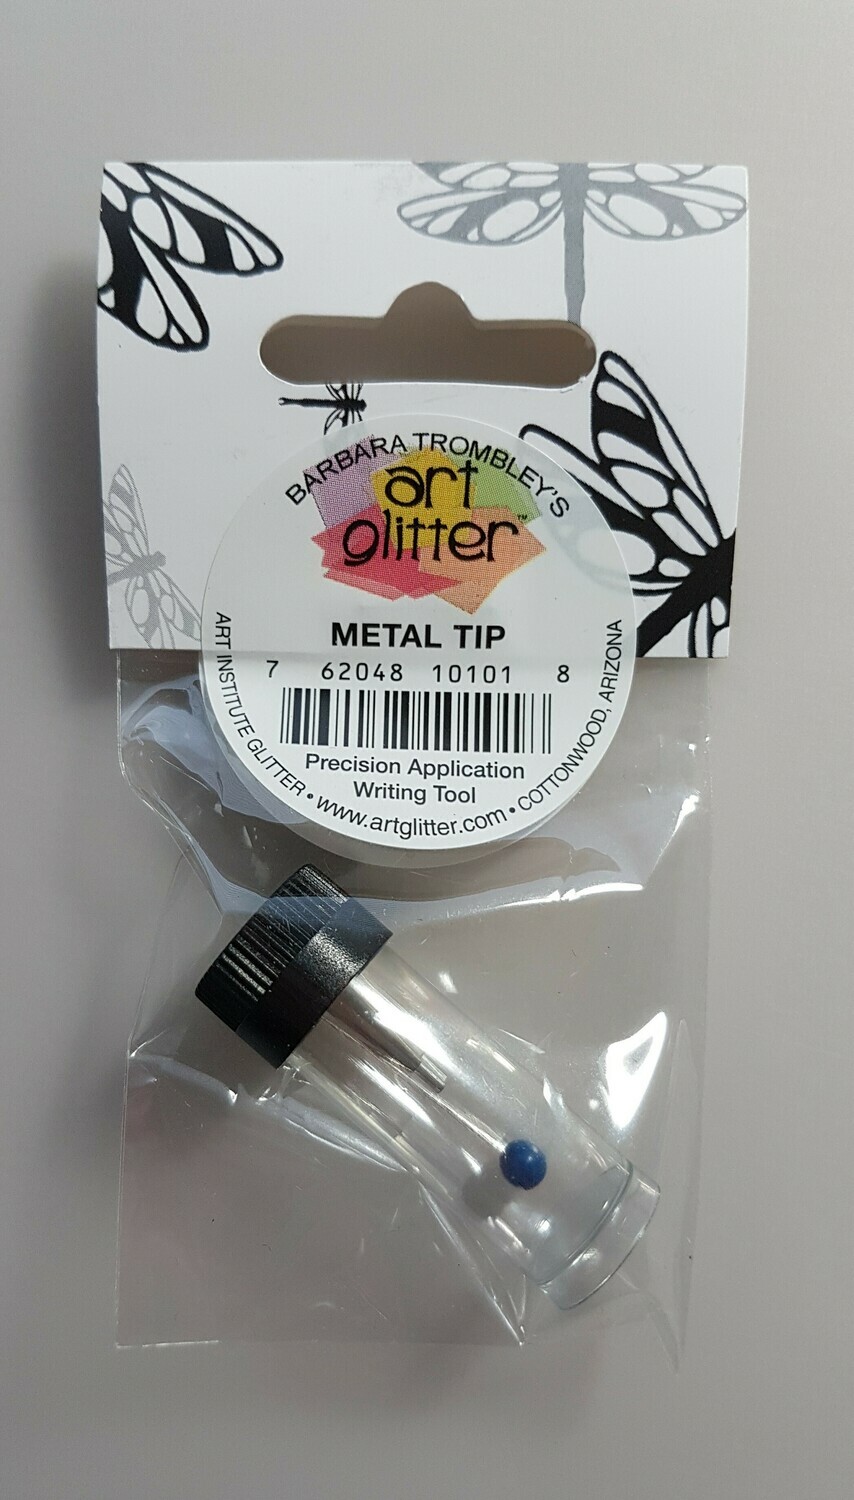 BARBARA TROMBLEY'S
art
glitter™
METAL TIP
7 62048 10101 8
Precision Application
Writing Tool
ART INSTITUTE GLITTER • www.artglitter.com • COTTONWOOD, ARIZONA